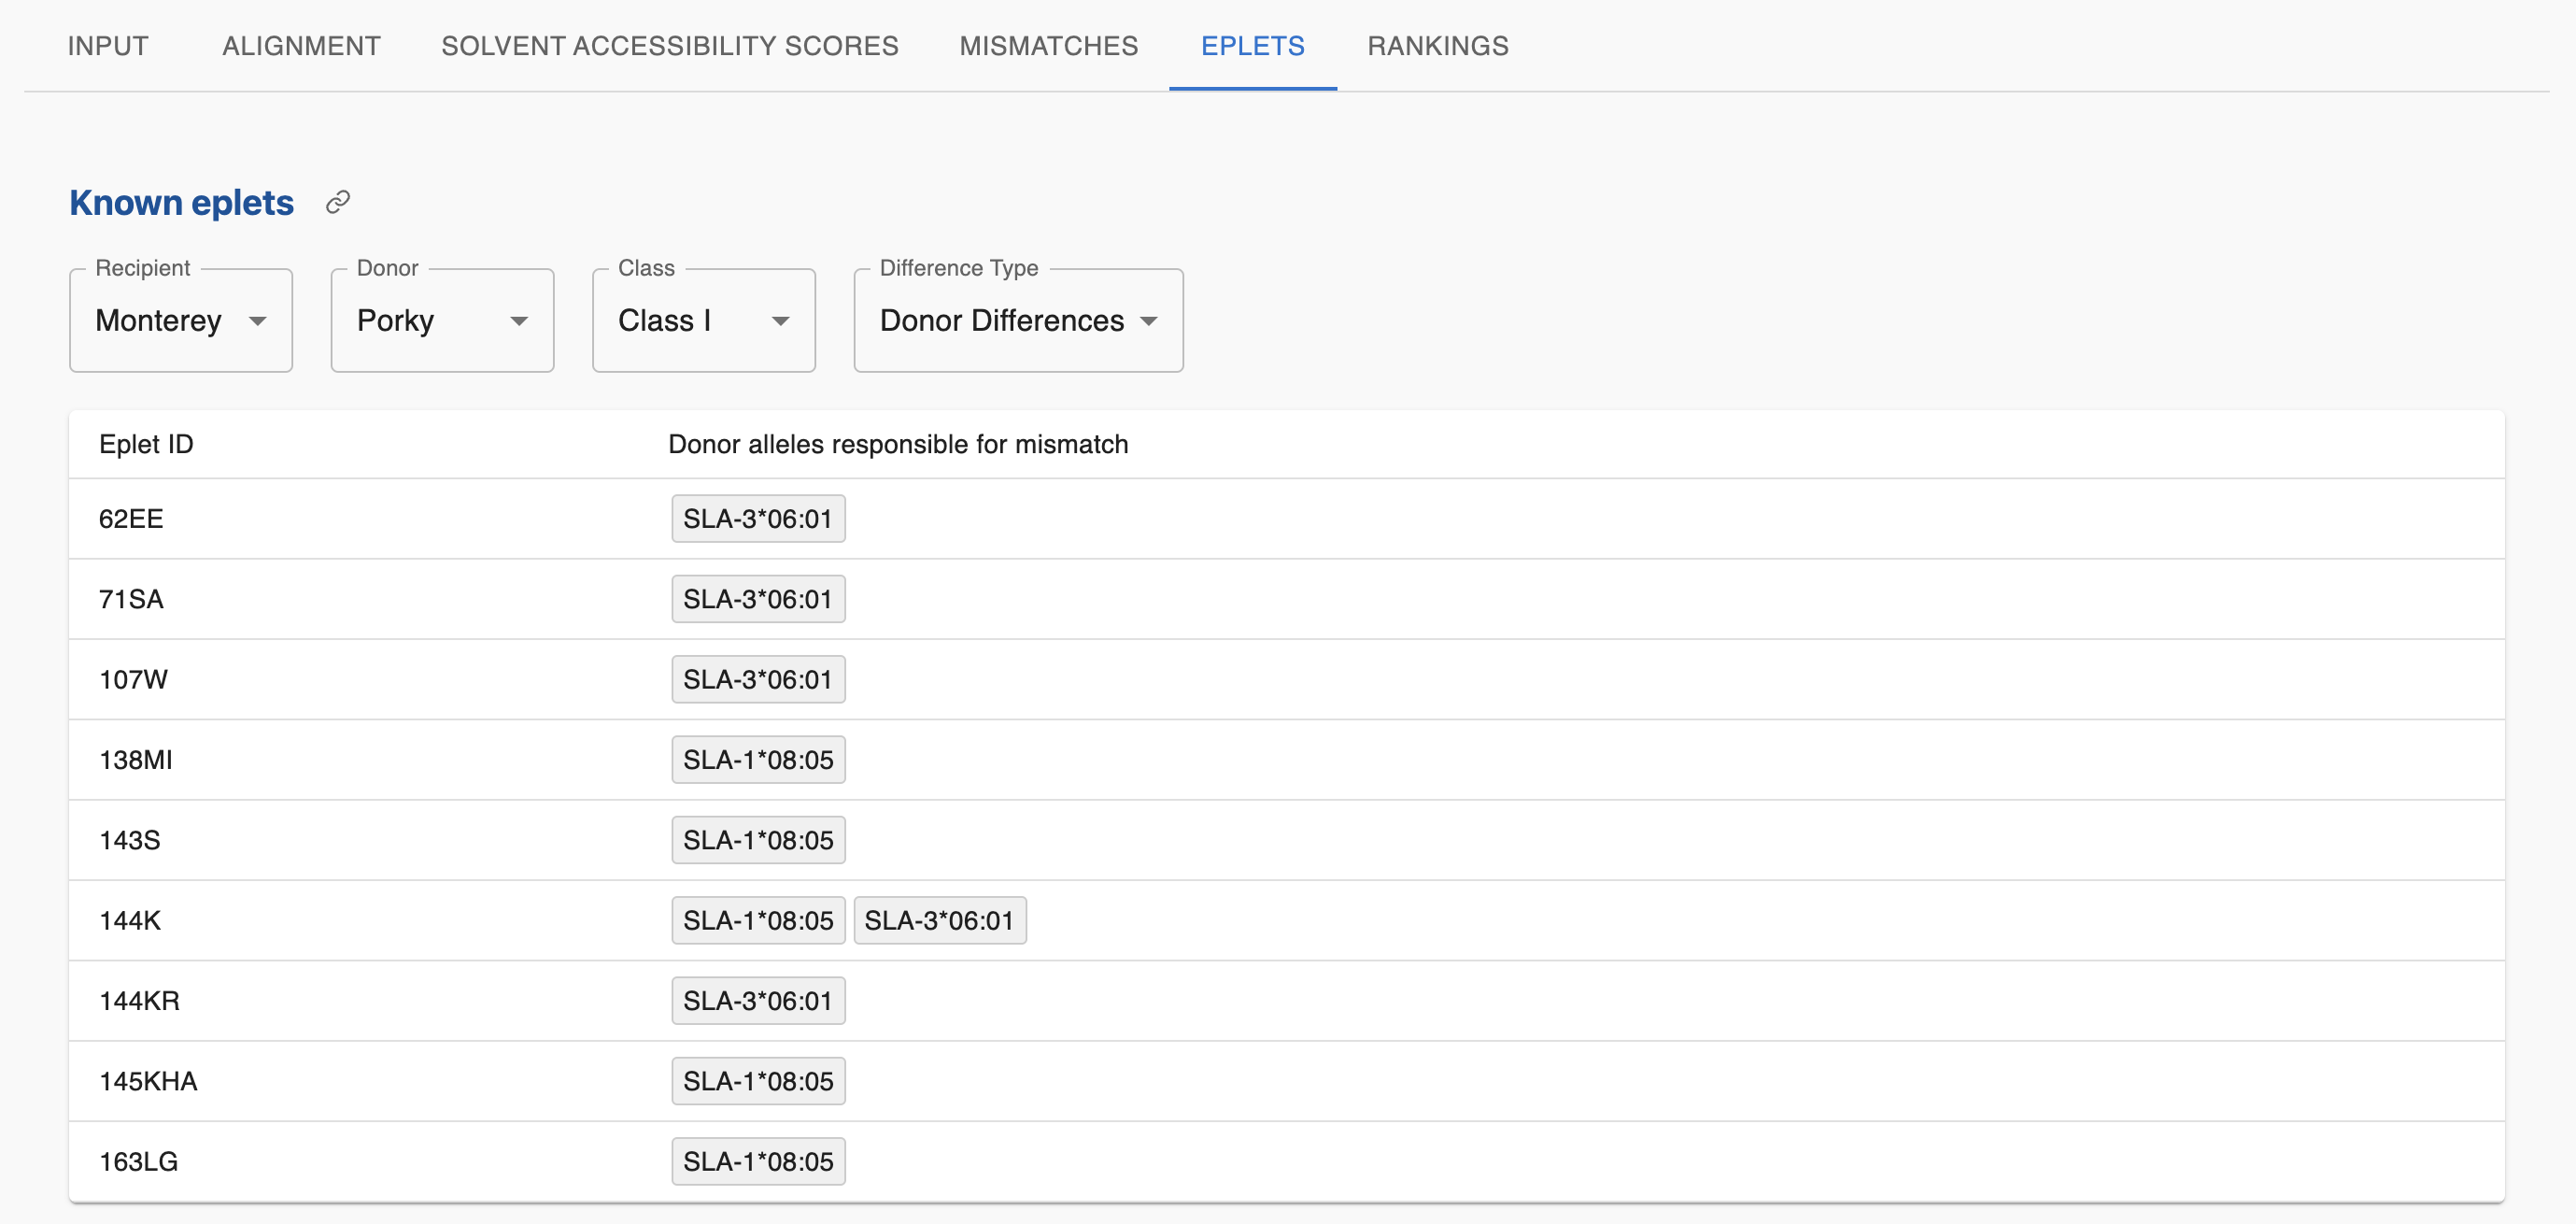 INPUT ALIGNMENT SOLVENT ACCESSIBILITY SCORES MISMATCHES EPLETS RANKINGS
Known eplets
Recipient Donor Class Difference Type
Monterey Porky Class I Donor Differences
Eplet ID Donor alleles responsible for mismatch
62EE SLA-3*06:01
71SA SLA-3*06:01
107W SLA-3*06:01
138MI SLA-1*08:05
143S SLA-1*08:05
144K SLA-1*08:05 SLA-3*06:01
144KR SLA-3*06:01
145KHA SLA-1*08:05
163LG SLA-1*08:05